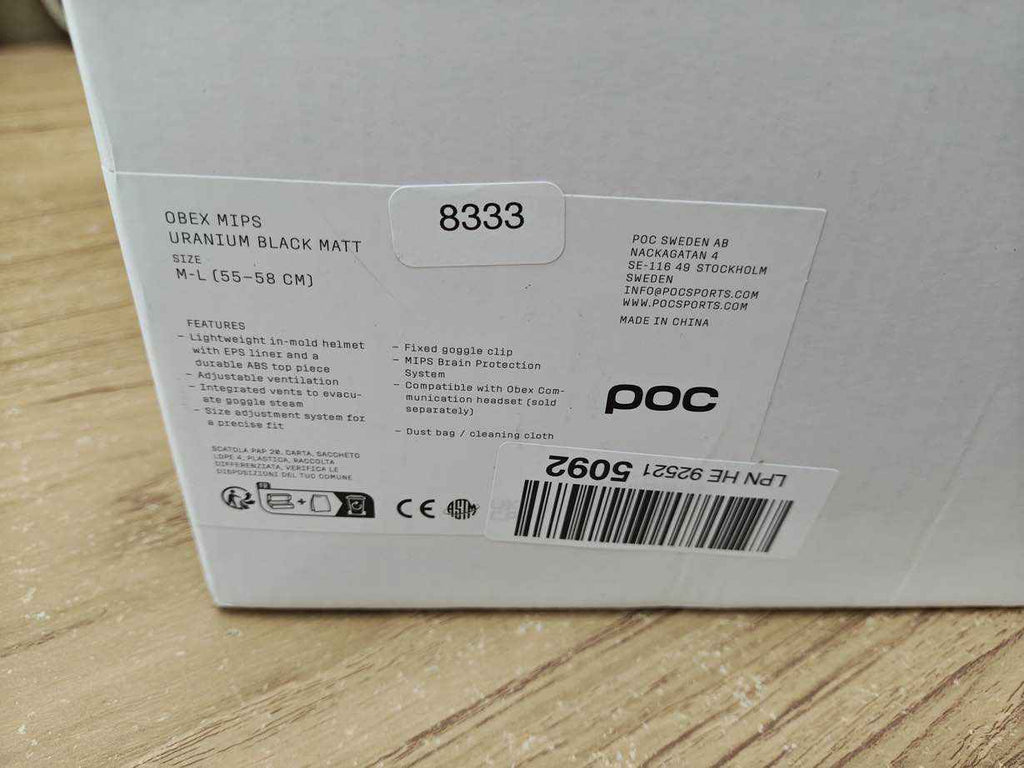 OBEX MIPS
URANIUM BLACK MATT
SIZE
M-L (55-58 CM)
8333
POC SWEDEN AB
NACKAGATAN 4
SE-116 49 STOCKHOLM
SWEDEN
INFO@POCSPORTS.COM
WWW.POCSPORTS.COM
MADE IN CHINA
FEATURES
- Lightweight in-mold helmet
with EPS liner and a
durable ABS top piece
- Adjustable ventilation
- Integrated vents to evacu-
ate goggle steam
- Size adjustment system for
a precise fit
- Fixed goggle clip
- MIPS Brain Protection
System
- Compatible with Obex Com-
munication headset (sold
separately)
- Dust bag / cleaning cloth
poc
SCATOLA PAP 20, CARTA, SACCHETO
LDPE 4, PLASTICA, RACCOLTA
DIFFERENZIATA, VERIFICA LE
DISPOSIZIONI DEL TUO COMUNE
FR
CE
ASTM
LPN HE 92521 5092